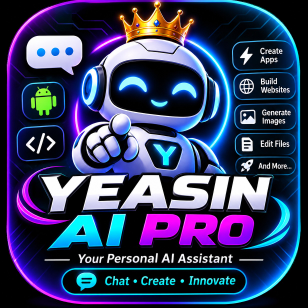 Create
Apps
Build
Websites
Generate
Images
Edit Files
And More...
</>
Y
YEASIN
AI PRO
Your Personal AI Assistant
Chat • Create • Innovate